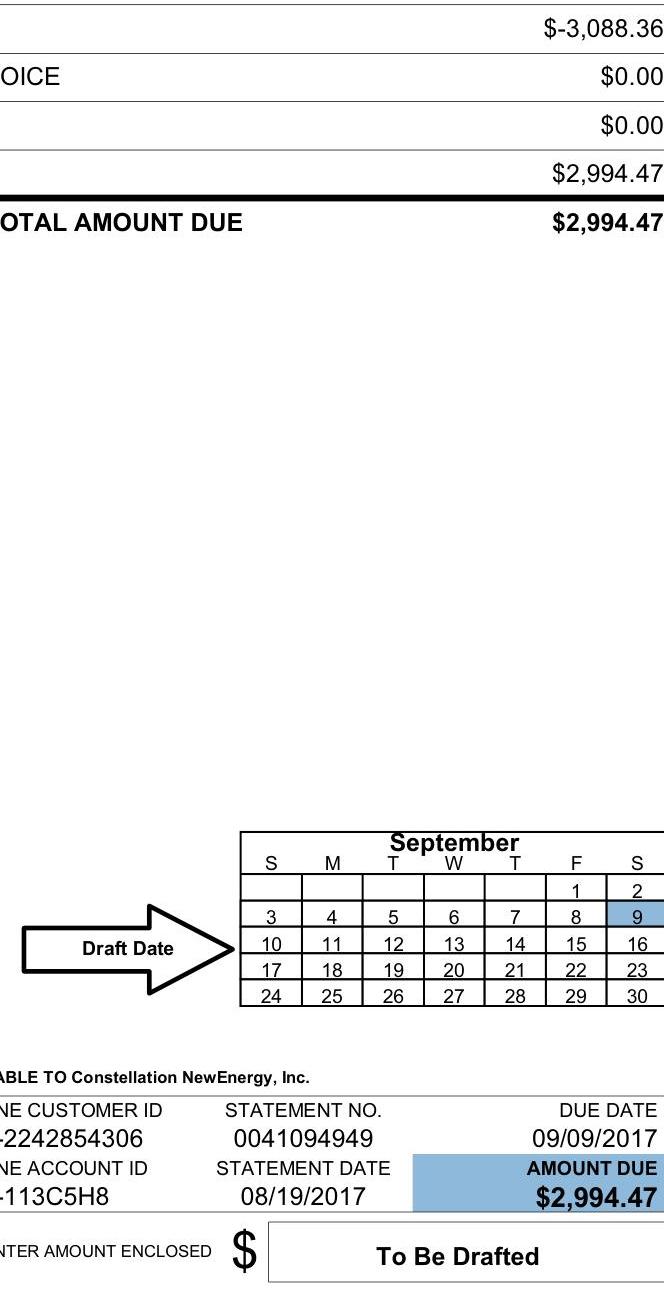 $-3,088.36
OICE $0.00
$0.00
$2,994.47
OTAL AMOUNT DUE $2,994.47
September
S M T W T F S
1 2
3 4 5 6 7 8 9
Draft Date
10 11 12 13 14 15 16
17 18 19 20 21 22 23
24 25 26 27 28 29 30
ABLE TO Constellation NewEnergy, Inc.
NE CUSTOMER ID STATEMENT NO. DUE DATE
-2242854306 0041094949 09/09/2017
NE ACCOUNT ID STATEMENT DATE AMOUNT DUE
-113C5H8 08/19/2017 $2,994.47
NTER AMOUNT ENCLOSED $ To Be Drafted